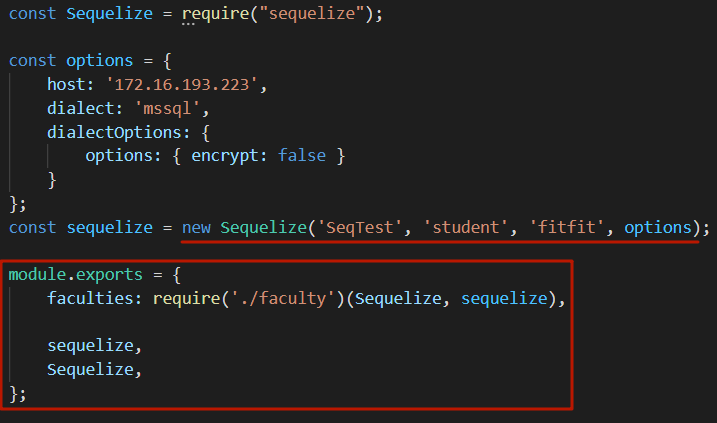 const Sequelize = require("sequelize");
const options = {
host: '172.16.193.223',
dialect: 'mssql',
dialectOptions: {
options: { encrypt: false }
}
};
const sequelize = new Sequelize('SeqTest', 'student', 'fitfit', options);
module.exports = {
faculties: require('./faculty')(Sequelize, sequelize),
sequelize,
Sequelize,
};